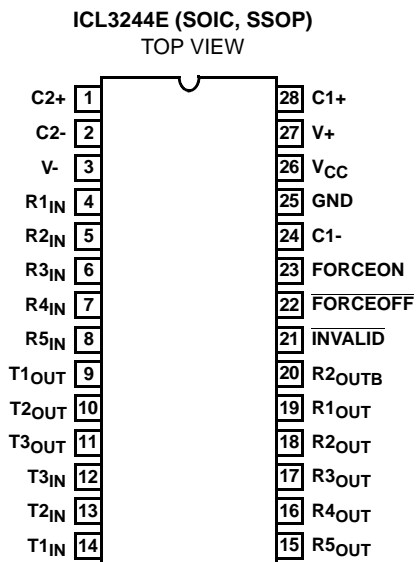 ICL3244E (SOIC, SSOP)
TOP VIEW
C2+ 1 28 C1+
C2- 2 27 V+
V- 3 26 VCC
R1IN 4 25 GND
R2IN 5 24 C1-
R3IN 6 23 FORCEON
R4IN 7 22 FORCEOFF
R5IN 8 21 INVALID
T1OUT 9 20 R2OUTB
T2OUT 10 19 R1OUT
T3OUT 11 18 R2OUT
T3IN 12 17 R3OUT
T2IN 13 16 R4OUT
T1IN 14 15 R5OUT